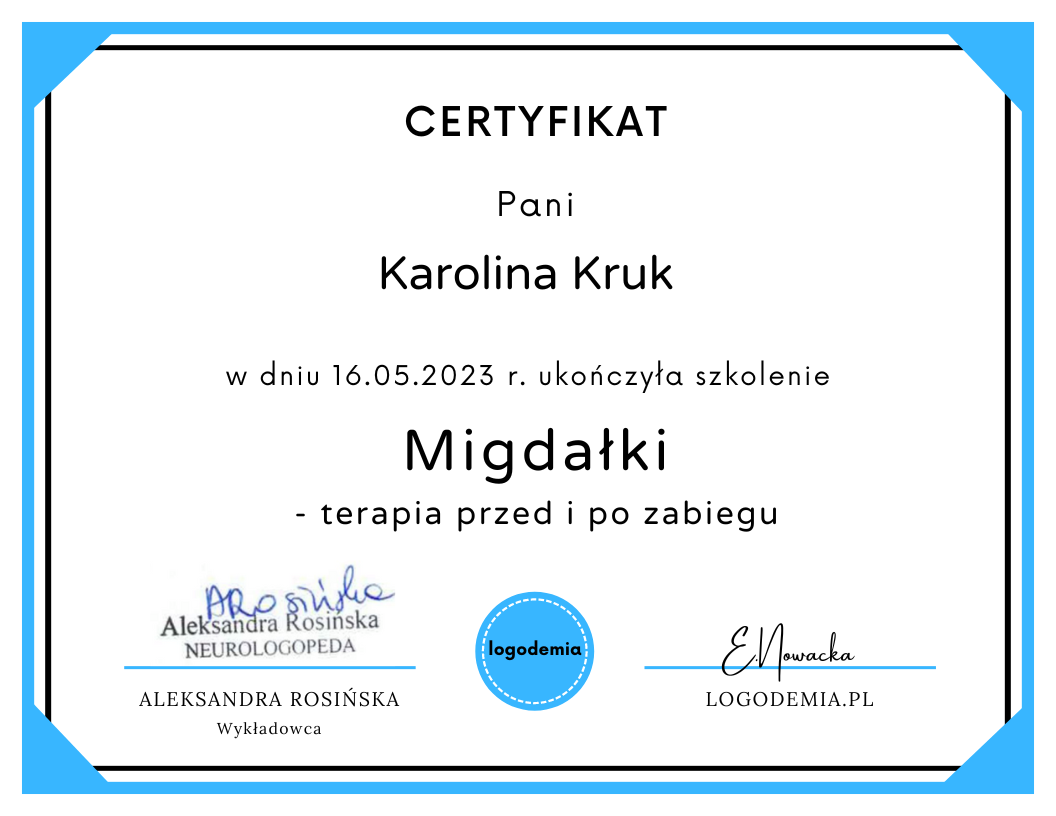 CERTYFIKAT
Pani
Karolina Kruk
w dniu 16.05.2023 r. ukończyła szkolenie
Migdałki
- terapia przed i po zabiegu
ARosińska
Aleksandra Rosińska
NEUROLOGOPEDA
ALEKSANDRA ROSIŃSKA
Wykładowca
logodemia
E.Nowacka
LOGODEMIA.PL